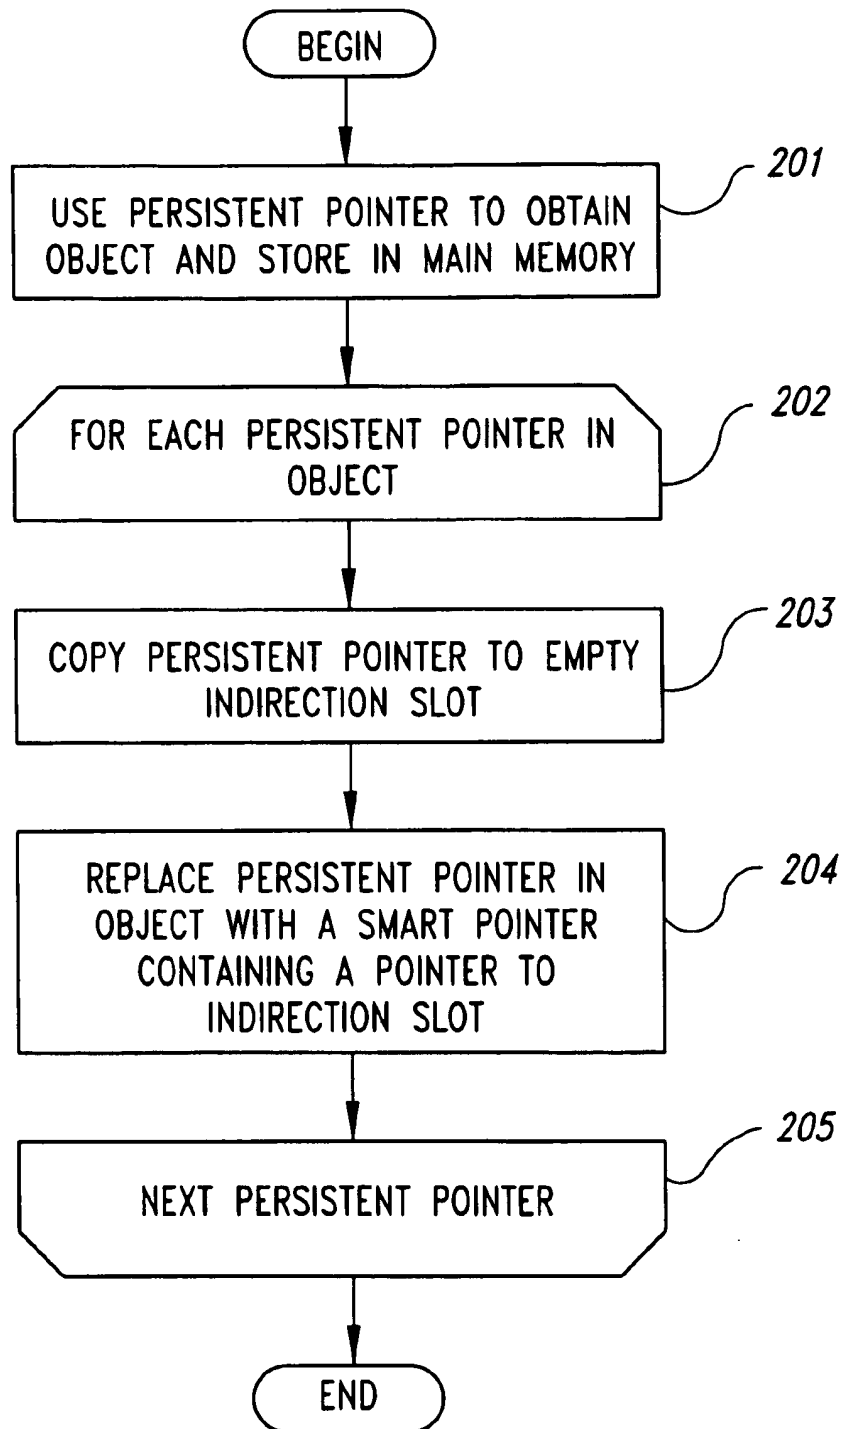 BEGIN
201
USE PERSISTENT POINTER TO OBTAIN
OBJECT AND STORE IN MAIN MEMORY
202
FOR EACH PERSISTENT POINTER IN
OBJECT
203
COPY PERSISTENT POINTER TO EMPTY
INDIRECTION SLOT
204
REPLACE PERSISTENT POINTER IN
OBJECT WITH A SMART POINTER
CONTAINING A POINTER TO
INDIRECTION SLOT
205
NEXT PERSISTENT POINTER
END